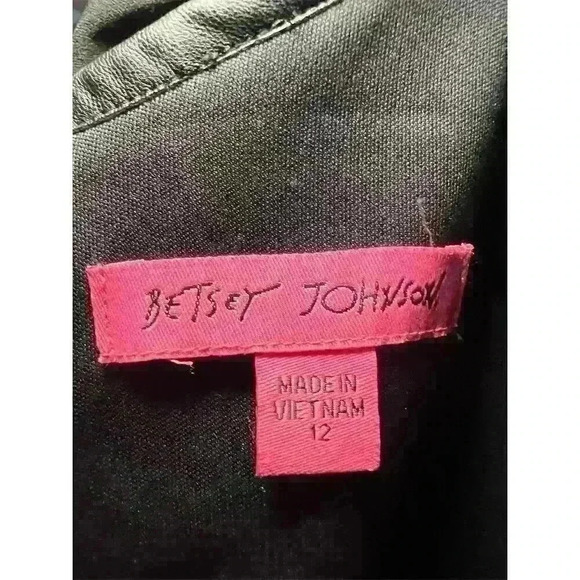 BETSEY JOHNSON.
MADE IN
VIETNAM
12